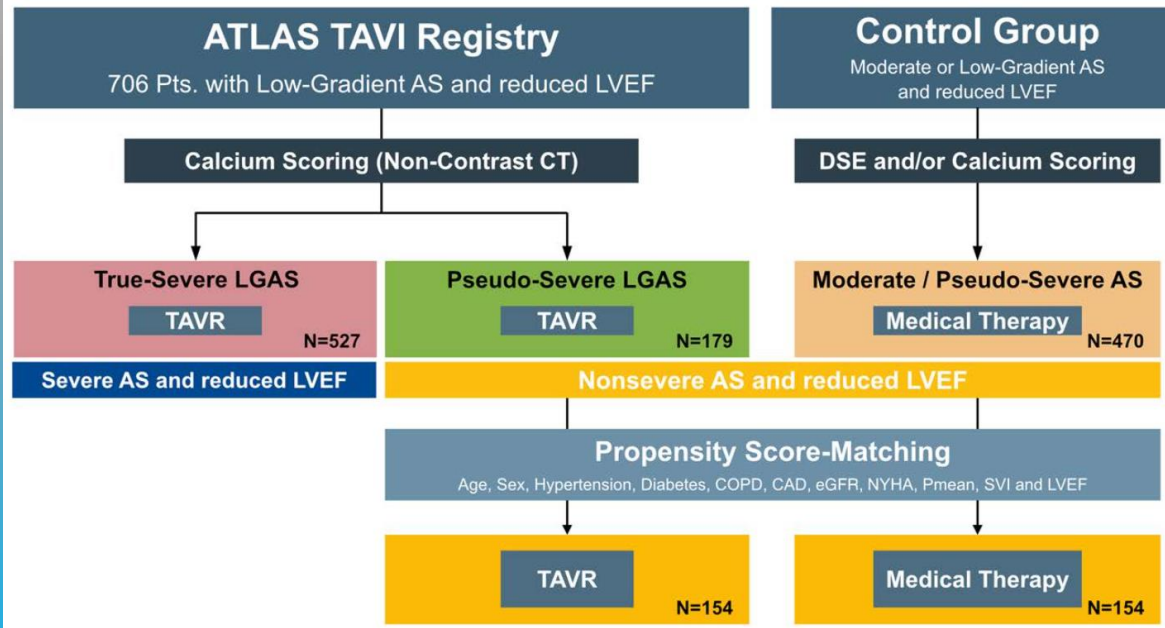 ATLAS TAVI Registry
706 Pts. with Low-Gradient AS and reduced LVEF
Control Group
Moderate or Low-Gradient AS
and reduced LVEF
Calcium Scoring (Non-Contrast CT)
DSE and/or Calcium Scoring
True-Severe LGAS
TAVR
N=527
Pseudo-Severe LGAS
TAVR
N=179
Moderate / Pseudo-Severe AS
Medical Therapy
N=470
Severe AS and reduced LVEF
Nonsevere AS and reduced LVEF
Propensity Score-Matching
Age, Sex, Hypertension, Diabetes, COPD, CAD, eGFR, NYHA, Pmean, SVI and LVEF
TAVR
N=154
Medical Therapy
N=154